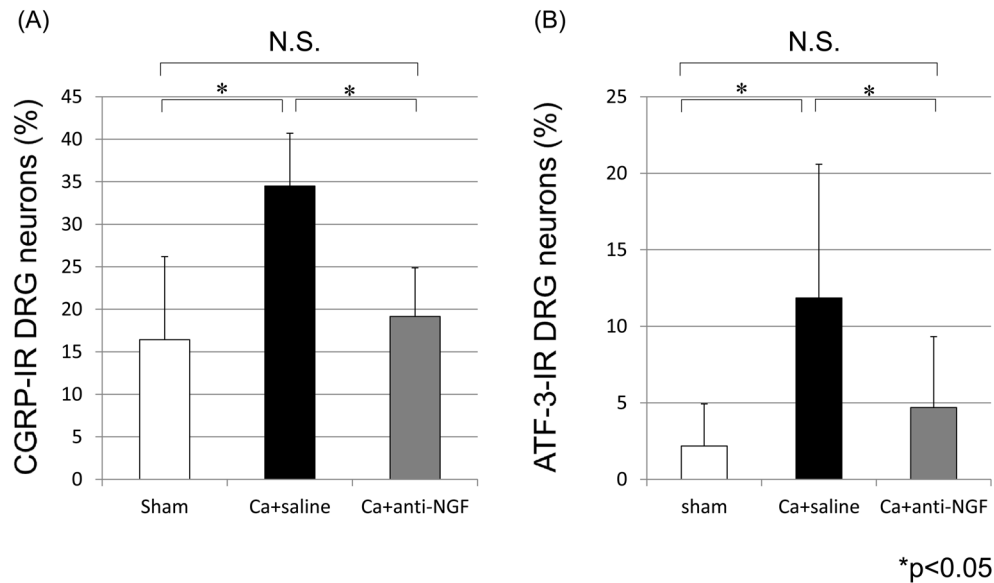 (A)
N.S.
* *
CGRP-IR DRG neurons (%)
45
40
35
30
25
20
15
10
5
0
Sham Ca+saline Ca+anti-NGF
(B)
N.S.
* *
ATF-3-IR DRG neurons (%)
25
20
15
10
5
0
sham Ca+saline Ca+anti-NGF
*p<0.05